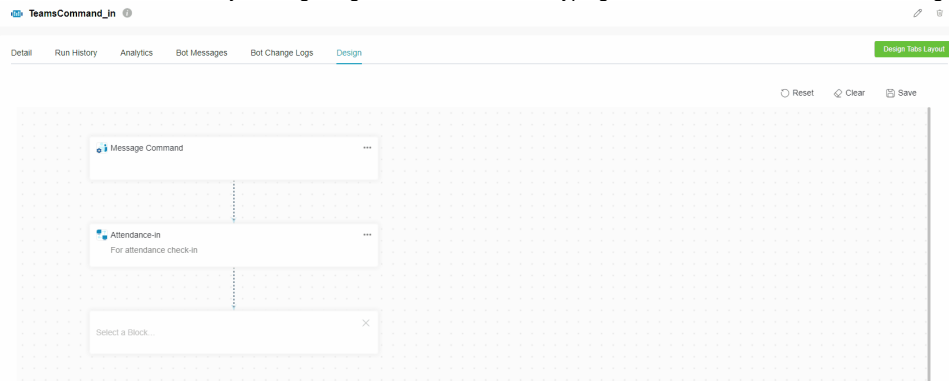 TeamsCommand_in
Detail Run History Analytics Bot Messages Bot Change Logs Design
Design Tabs Layout
Reset Clear Save
Message Command
Attendance-in
For attendance check-in
Select a Block...